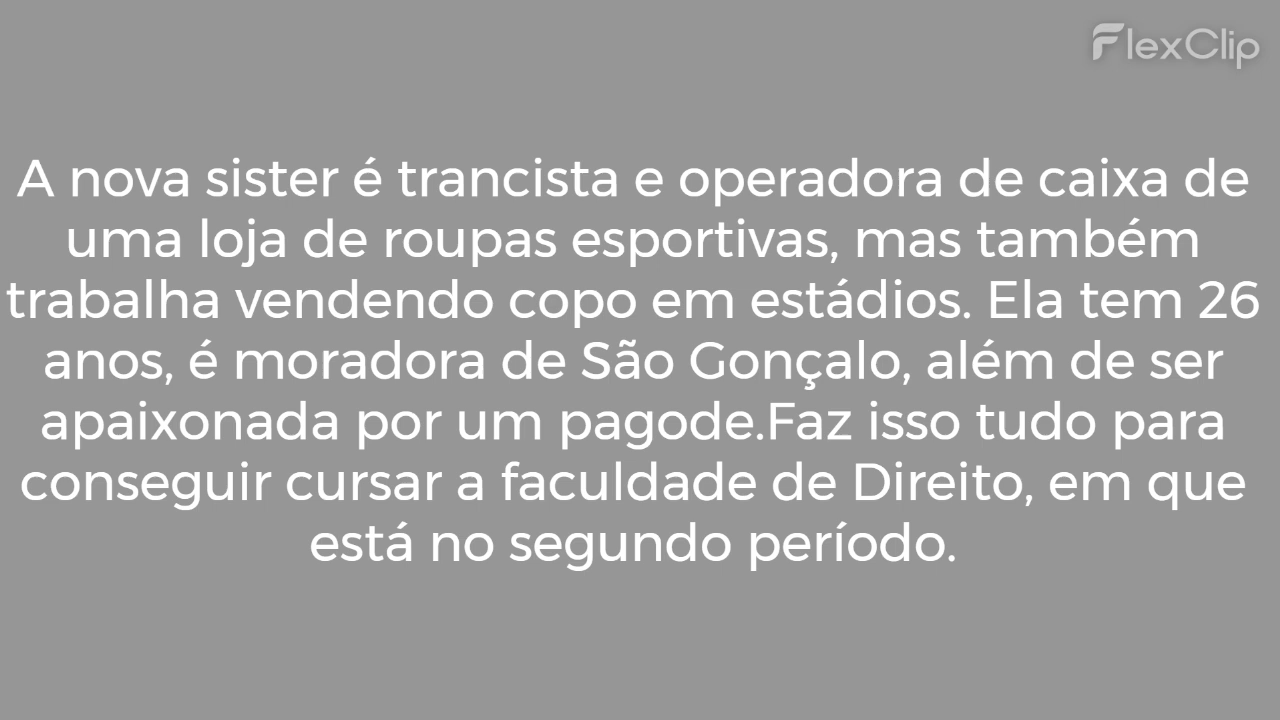 FlexClip
A nova sister é trancista e operadora de caixa de
uma loja de roupas esportivas, mas também
trabalha vendendo copo em estádios. Ela tem 26
anos, é moradora de São Gonçalo, além de ser
apaixonada por um pagode.Faz isso tudo para
conseguir cursar a faculdade de Direito, em que
está no segundo período.